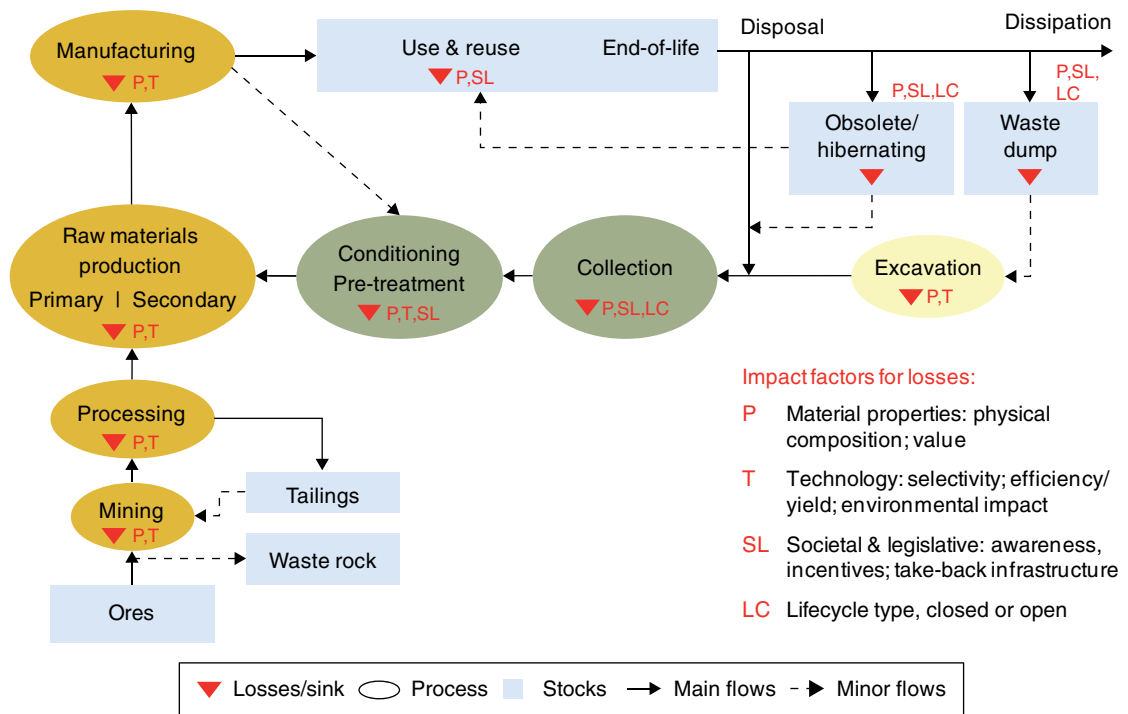 Manufacturing
P,T
Use & reuse
End-of-life
P,SL
Disposal
Dissipation
P,SL,LC
P,SL,
LC
Obsolete/
hibernating
Waste
dump
Raw materials
production
Primary | Secondary
P,T
Conditioning
Pre-treatment
P,T,SL
Collection
P,SL,LC
Excavation
P,T
Processing
P,T
Mining
P,T
Tailings
Waste rock
Ores
Impact factors for losses:
P Material properties: physical
composition; value
T Technology: selectivity; efficiency/
yield; environmental impact
SL Societal & legislative: awareness,
incentives; take-back infrastructure
LC Lifecycle type, closed or open
Losses/sink Process Stocks Main flows Minor flows